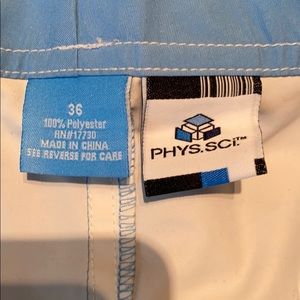 36
100% Polyester
RN#17730
MADE IN CHINA
SEE REVERSE FOR CARE
PHYS.SCI.™